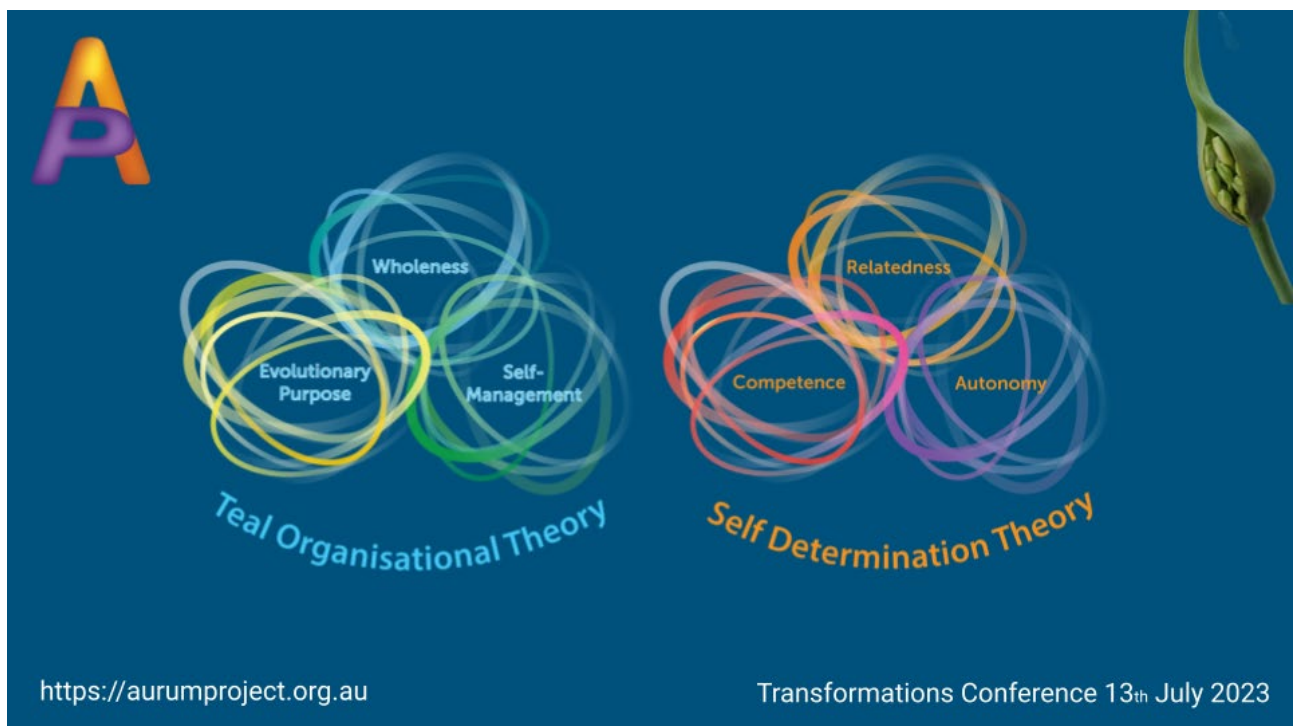 AP
Wholeness
Evolutionary
Purpose
Self-
Management
Teal Organisational Theory
Relatedness
Competence
Autonomy
Self Determination Theory
https://aurumproject.org.au
Transformations Conference 13th July 2023